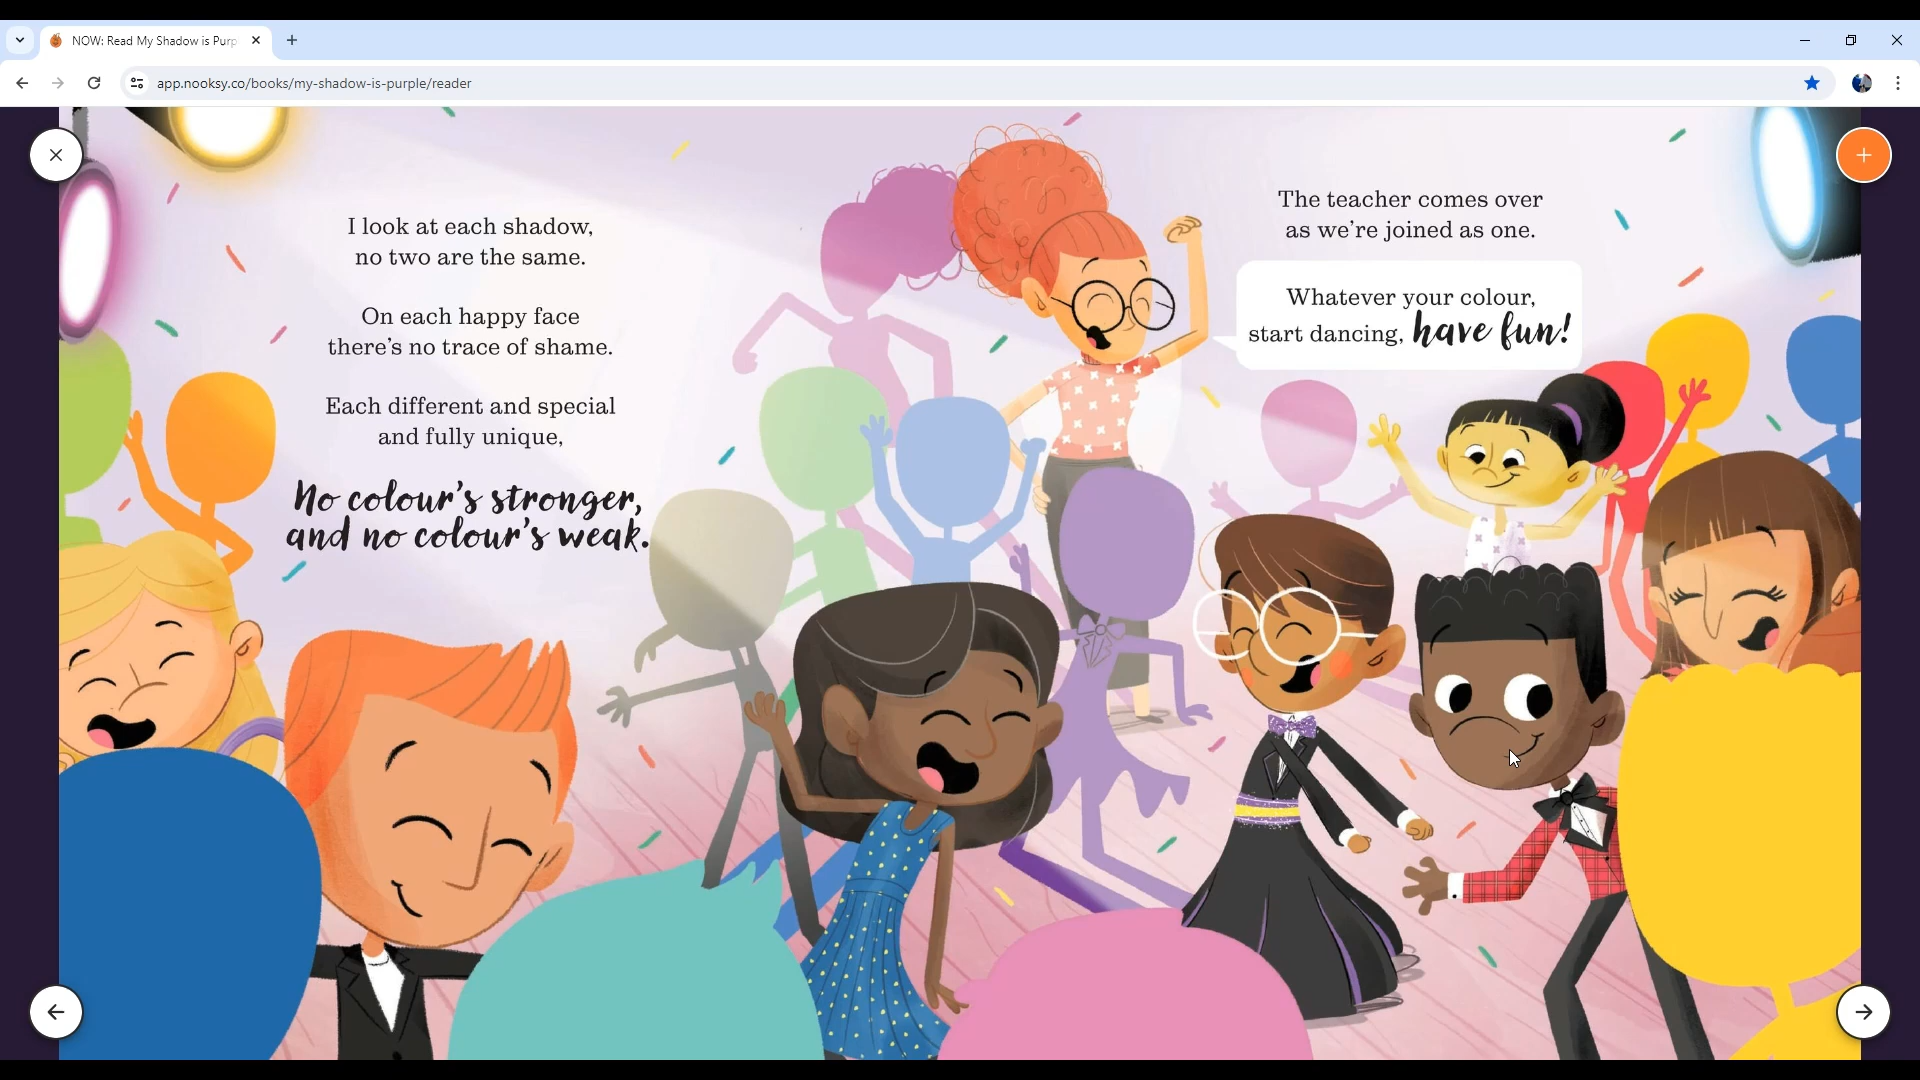 NOW: Read My Shadow is Purp
app.nooksy.co/books/my-shadow-is-purple/reader
I look at each shadow,
no two are the same.
On each happy face
there's no trace of shame.
Each different and special
and fully unique,
No colour's stronger,
and no colour's weak.
The teacher comes over
as we're joined as one.
Whatever your colour,
start dancing, have fun!